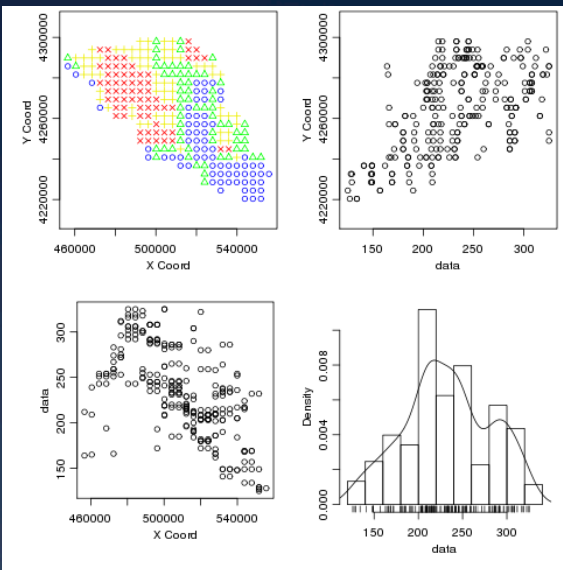 4300000
4260000
4220000
Y Coord
460000 500000 540000
X Coord
4300000
4260000
4220000
Y Coord
150 200 250 300
data
300
250
200
150
data
460000 500000 540000
X Coord
0.008
0.004
0.000
Density
150 200 250 300
data